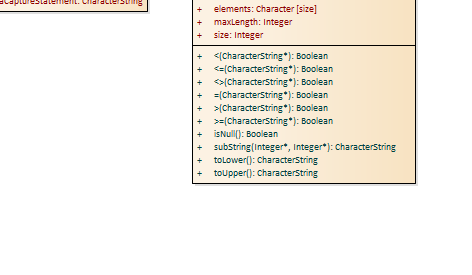 aCaptureStatement: CharacterString
+ elements: Character [size]
+ maxLength: Integer
+ size: Integer
+ <(CharacterString*): Boolean
+ <=(CharacterString*): Boolean
+ <>(CharacterString*): Boolean
+ =(CharacterString*): Boolean
+ >(CharacterString*): Boolean
+ >=(CharacterString*): Boolean
+ isNull(): Boolean
+ subString(Integer*, Integer*): CharacterString
+ toLower(): CharacterString
+ toUpper(): CharacterString